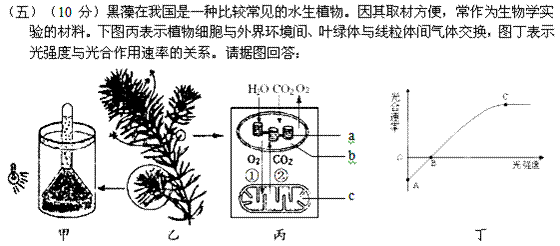 （五）（10 分）黑藻在我国是一种比较常见的水生植物。因其取材方便，常作为生物学实
验的材料。下图丙表示植物细胞与外界环境间、叶绿体与线粒体间气体交换，图丁表示
光强度与光合作用速率的关系。请据图回答：
H₂O CO₂ O₂
a
b
O₂ CO₂
① ②
c
甲 乙 丙
光合速率
C
O
B
光强度
A
丁